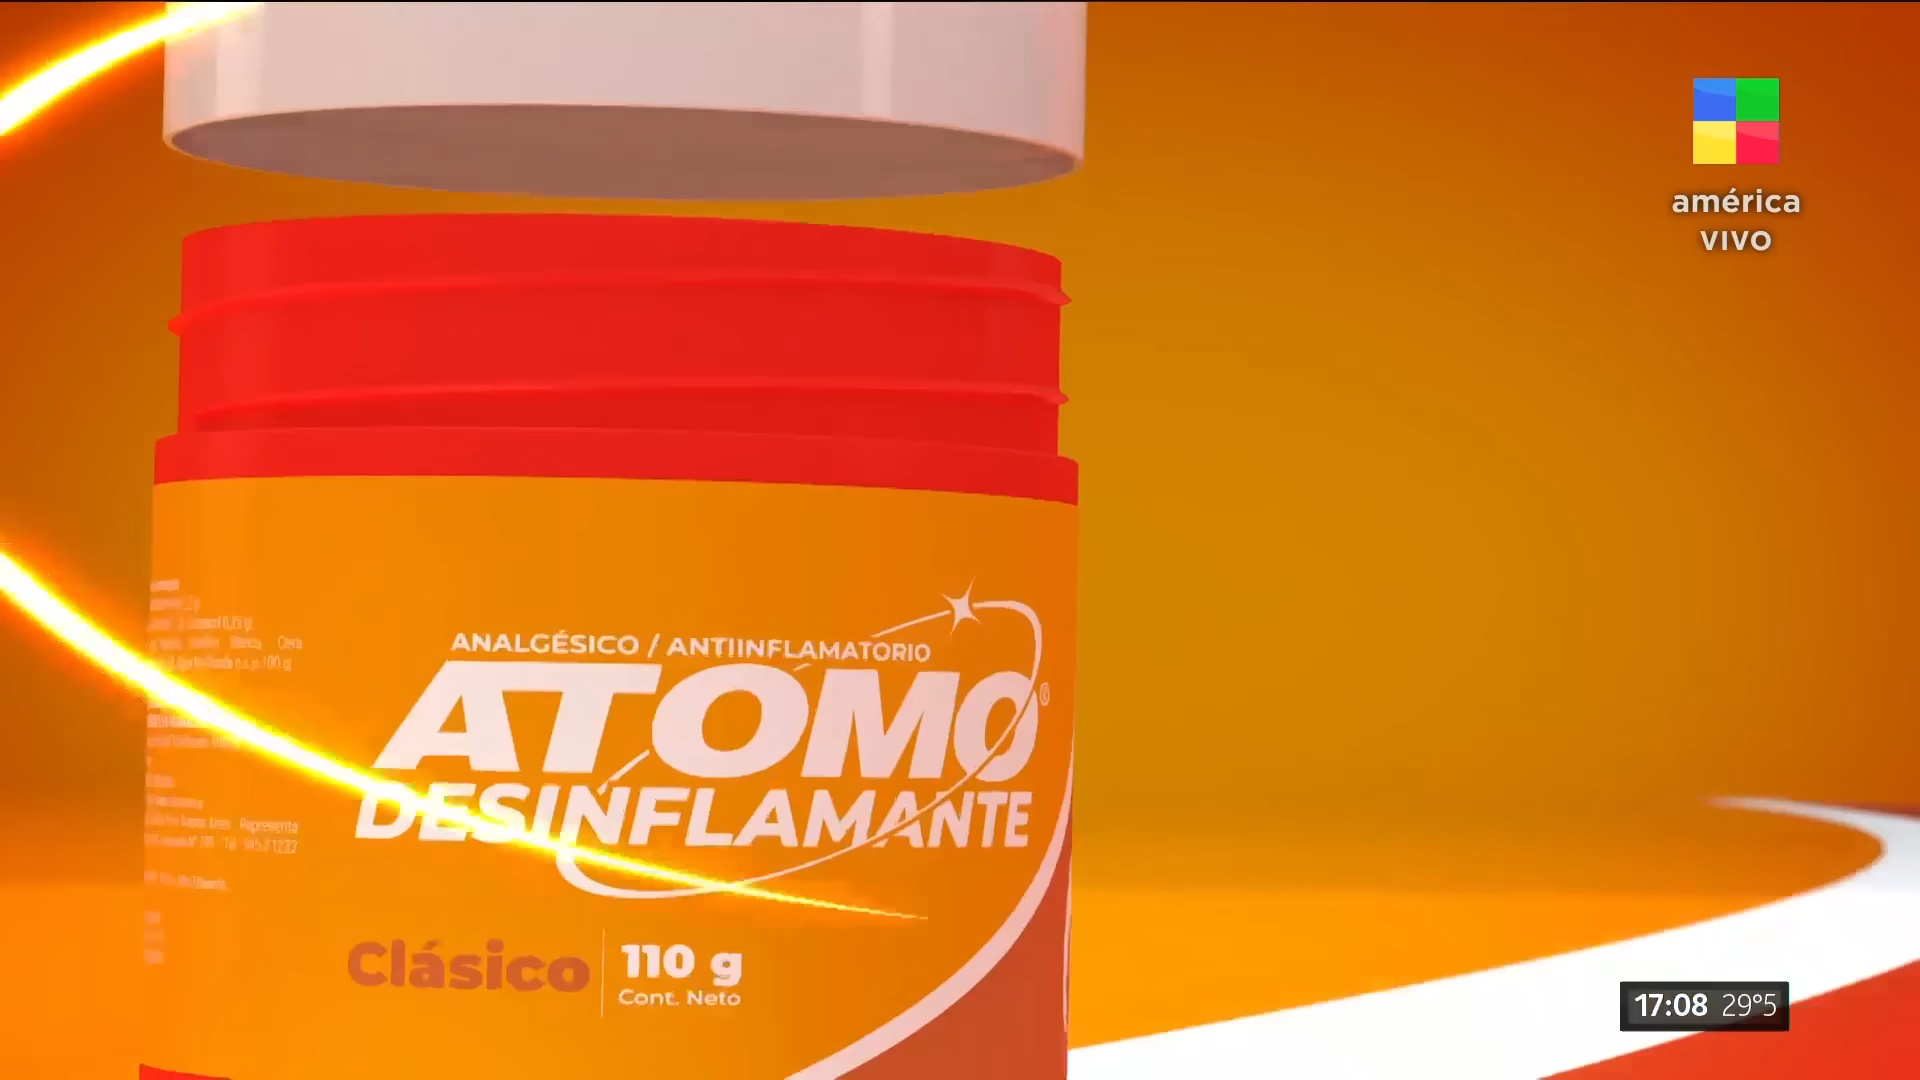 américa
VIVO
ANALGÉSICO / ANTIINFLAMATORIO
ATOMO®
DESINFLAMANTE
Clásico
110 g
Cont. Neto
17:08 29°5